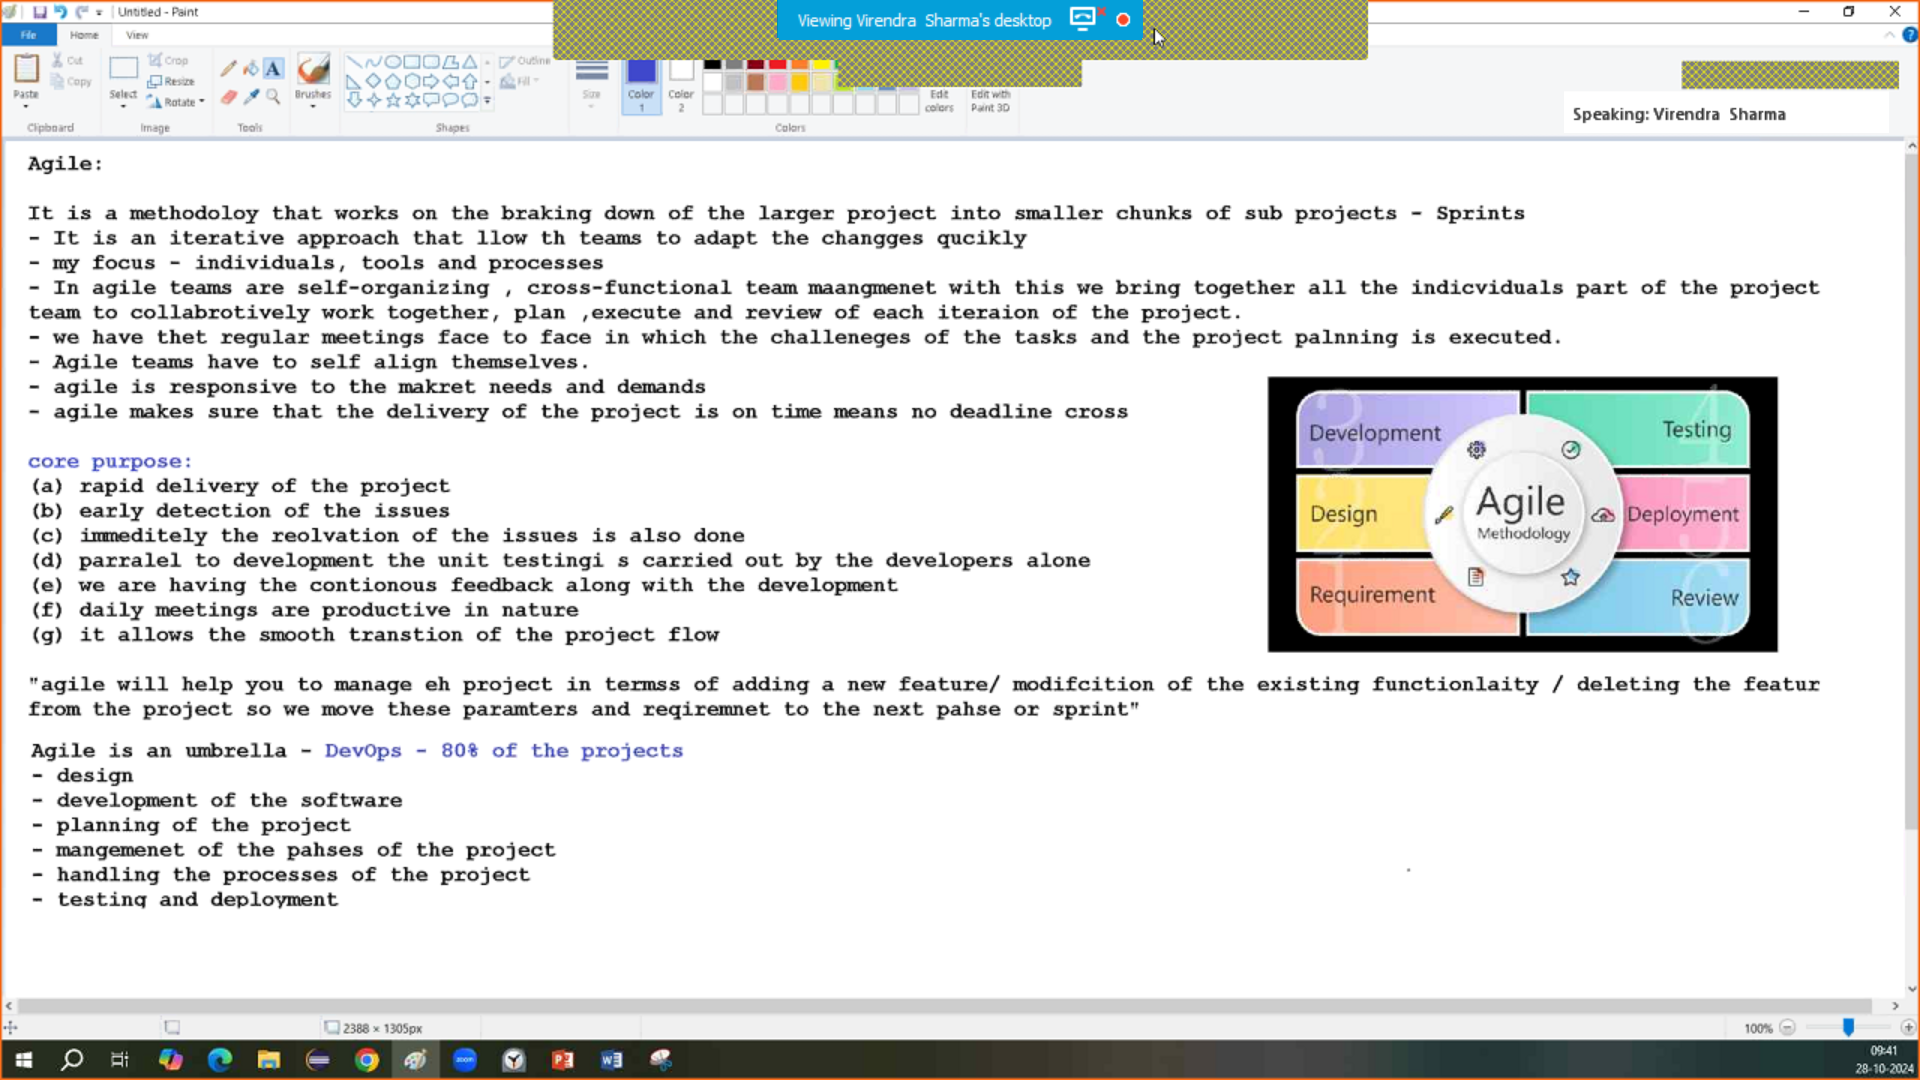 Untitled - Paint
Viewing Virendra Sharma's desktop
File
Home
View
Cut
Copy
Paste
Clipboard
Crop
Resize
Rotate
Select
Image
Tools
Brushes
Outline
Fill
Shapes
Size
Color
1
Color
2
Edit
colors
Edit with
Paint 3D
Colors
Speaking: Virendra Sharma
Agile:
It is a methodoloy that works on the braking down of the larger project into smaller chunks of sub projects - Sprints
- It is an iterative approach that llow th teams to adapt the changges qucikly
- my focus - individuals, tools and processes
- In agile teams are self-organizing , cross-functional team maangmenet with this we bring together all the indicviduals part of the project
team to collabrotively work together, plan ,execute and review of each iteraion of the project.
- we have thet regular meetings face to face in which the challeneges of the tasks and the project palnning is executed.
- Agile teams have to self align themselves.
- agile is responsive to the makret needs and demands
- agile makes sure that the delivery of the project is on time means no deadline cross
core purpose:
(a) rapid delivery of the project
(b) early detection of the issues
(c) immeditely the reolvation of the issues is also done
(d) parralel to development the unit testingi s carried out by the developers alone
(e) we are having the contionous feedback along with the development
(f) daily meetings are productive in nature
(g) it allows the smooth transtion of the project flow
3
Development
4
Testing
2
Design
Agile
Methodology
5
Deployment
1
Requirement
6
Review
"agile will help you to manage eh project in termss of adding a new feature/ modifcition of the existing functionlaity / deleting the featur
from the project so we move these paramters and reqiremnet to the next pahse or sprint"
Agile is an umbrella - DevOps - 80% of the projects
- design
- development of the software
- planning of the project
- mangemenet of the pahses of the project
- handling the processes of the project
- testing and deployment
2388 × 1305px
100%
zoom
09:41
28-10-2024